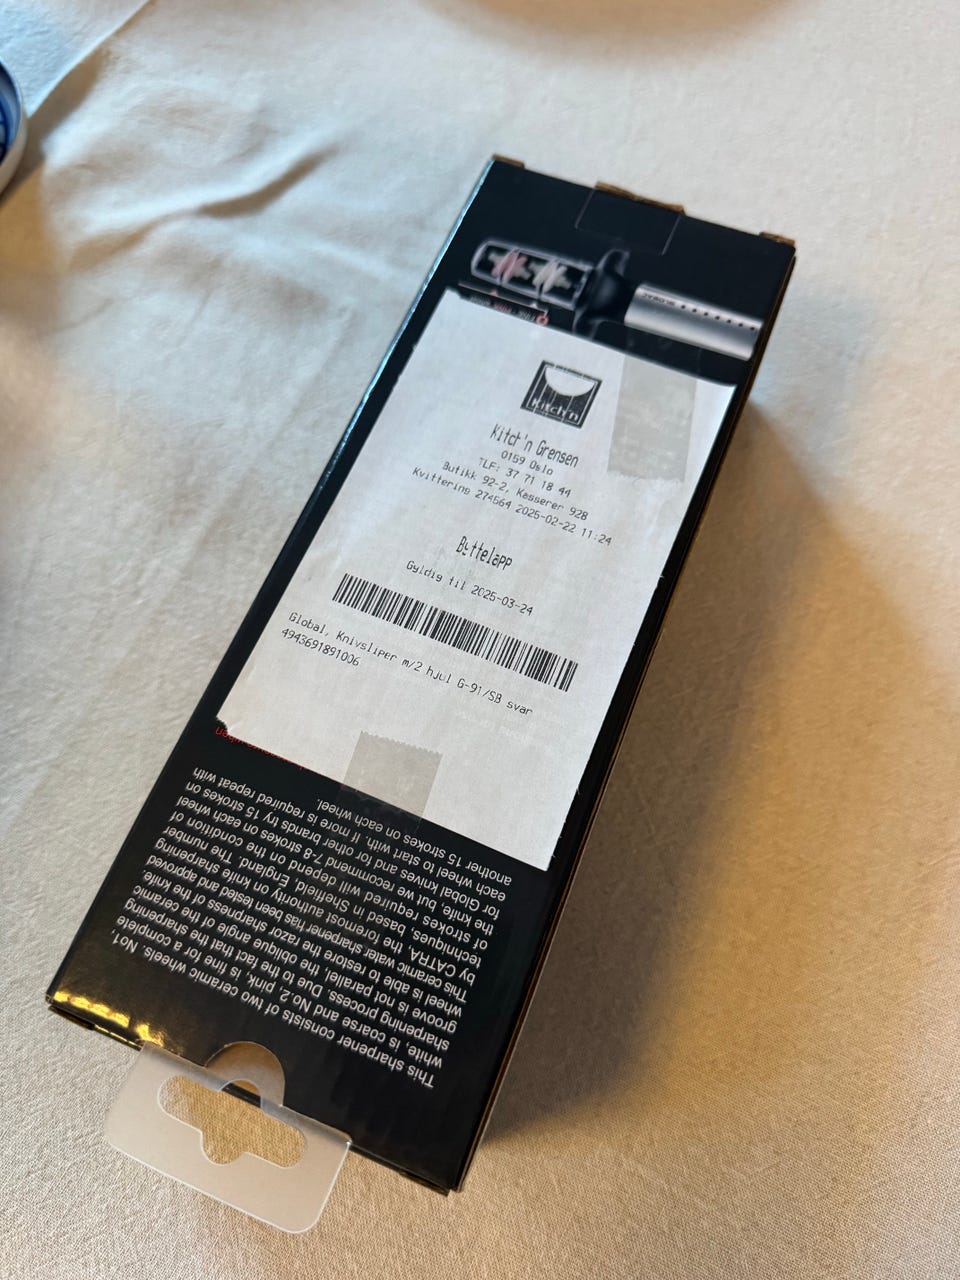 GLOBAL
Kitch'n
Kitch'n Grensen
0159 Oslo
TLF: 37 71 18 44
Butikk 92-2, Kasserer 928
Kvittering 274564 2025-02-22 11:24
Byttelapp
Gyldig til 2025-03-24
Global, Knivsliper m/2 hjul G-91/SB svar
4943691891006
This sharpener consists of two ceramic wheels. No1,
white, is coarse and No.2, pink, is fine for a complete
sharpening process. Due to the fact that the sharpening
groove is not parallel, the oblique angle of the ceramic
wheel is able to restore the razor sharpness of the knife.
This ceramic water sharpener has been tested and approved
by CATRA, the foremost authority on knife sharpening
techniques, based in Sheffield, England. The number
of strokes required will depend on the condition of
the knife, but we recommend 7-8 strokes on each wheel
for Global knives and for other brands by 15 strokes on
each wheel to start with. If more is required repeat with
another 15 strokes on each wheel.